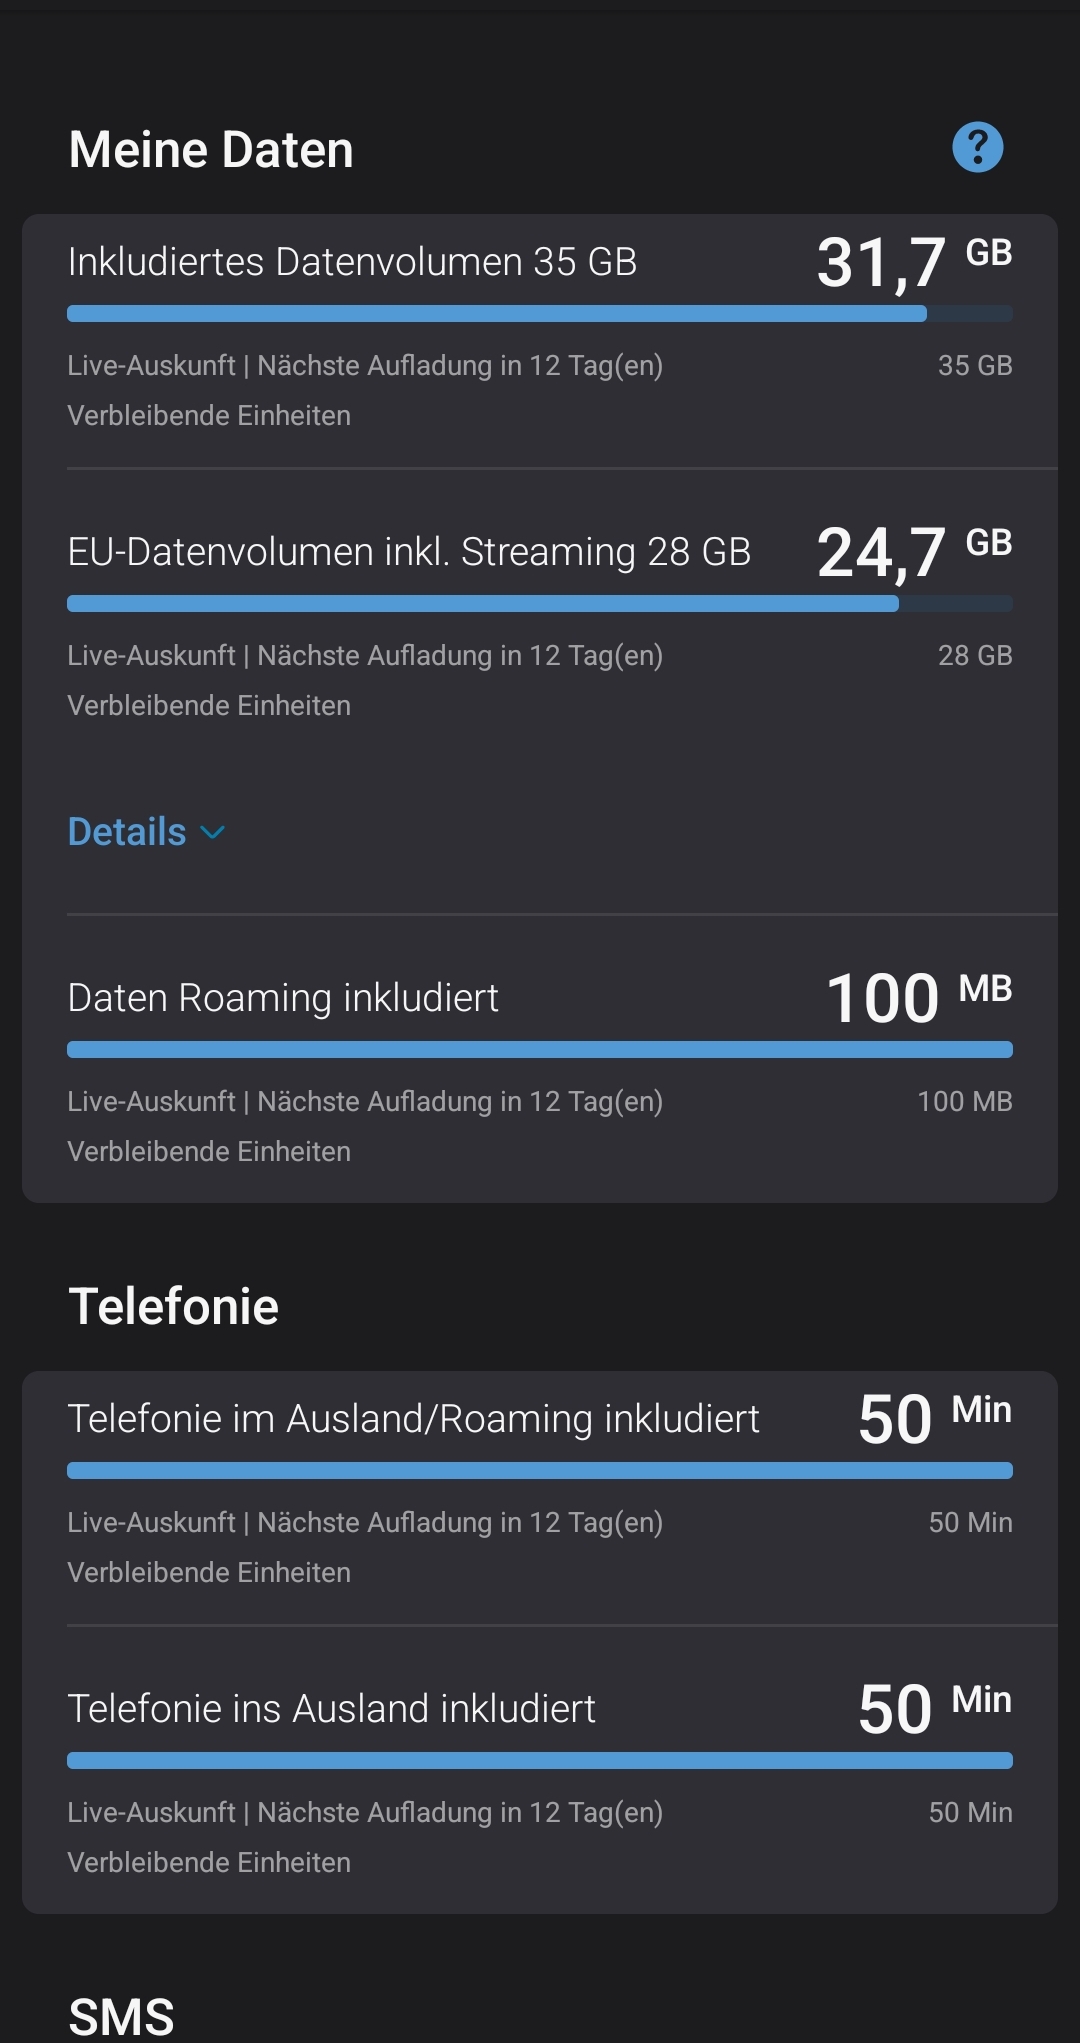 Meine Daten
?
Inkludiertes Datenvolumen 35 GB
31,7 GB
Live-Auskunft | Nächste Aufladung in 12 Tag(en)
35 GB
Verbleibende Einheiten
EU-Datenvolumen inkl. Streaming 28 GB
24,7 GB
Live-Auskunft | Nächste Aufladung in 12 Tag(en)
28 GB
Verbleibende Einheiten
Details
Daten Roaming inkludiert
100 MB
Live-Auskunft | Nächste Aufladung in 12 Tag(en)
100 MB
Verbleibende Einheiten
Telefonie
Telefonie im Ausland/Roaming inkludiert
50 Min
Live-Auskunft | Nächste Aufladung in 12 Tag(en)
50 Min
Verbleibende Einheiten
Telefonie ins Ausland inkludiert
50 Min
Live-Auskunft | Nächste Aufladung in 12 Tag(en)
50 Min
Verbleibende Einheiten
SMS